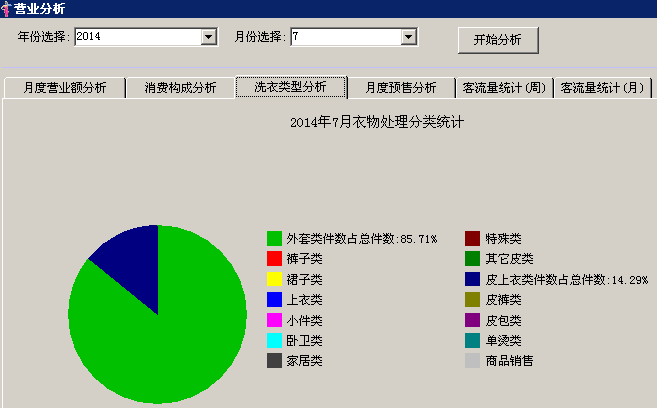 营业分析
年份选择: 2014 月份选择: 7 开始分析
月度营业额分析 消费构成分析 洗衣类型分析 月度预售分析 客流量统计(周) 客流量统计(月)
2014年7月衣物处理分类统计
外套类件数占总件数:85.71% 特殊类
裤子类 其它皮类
裙子类 皮上衣类件数占总件数:14.29%
上衣类 皮裤类
小件类 皮包类
卧卫类 单烫类
家居类 商品销售